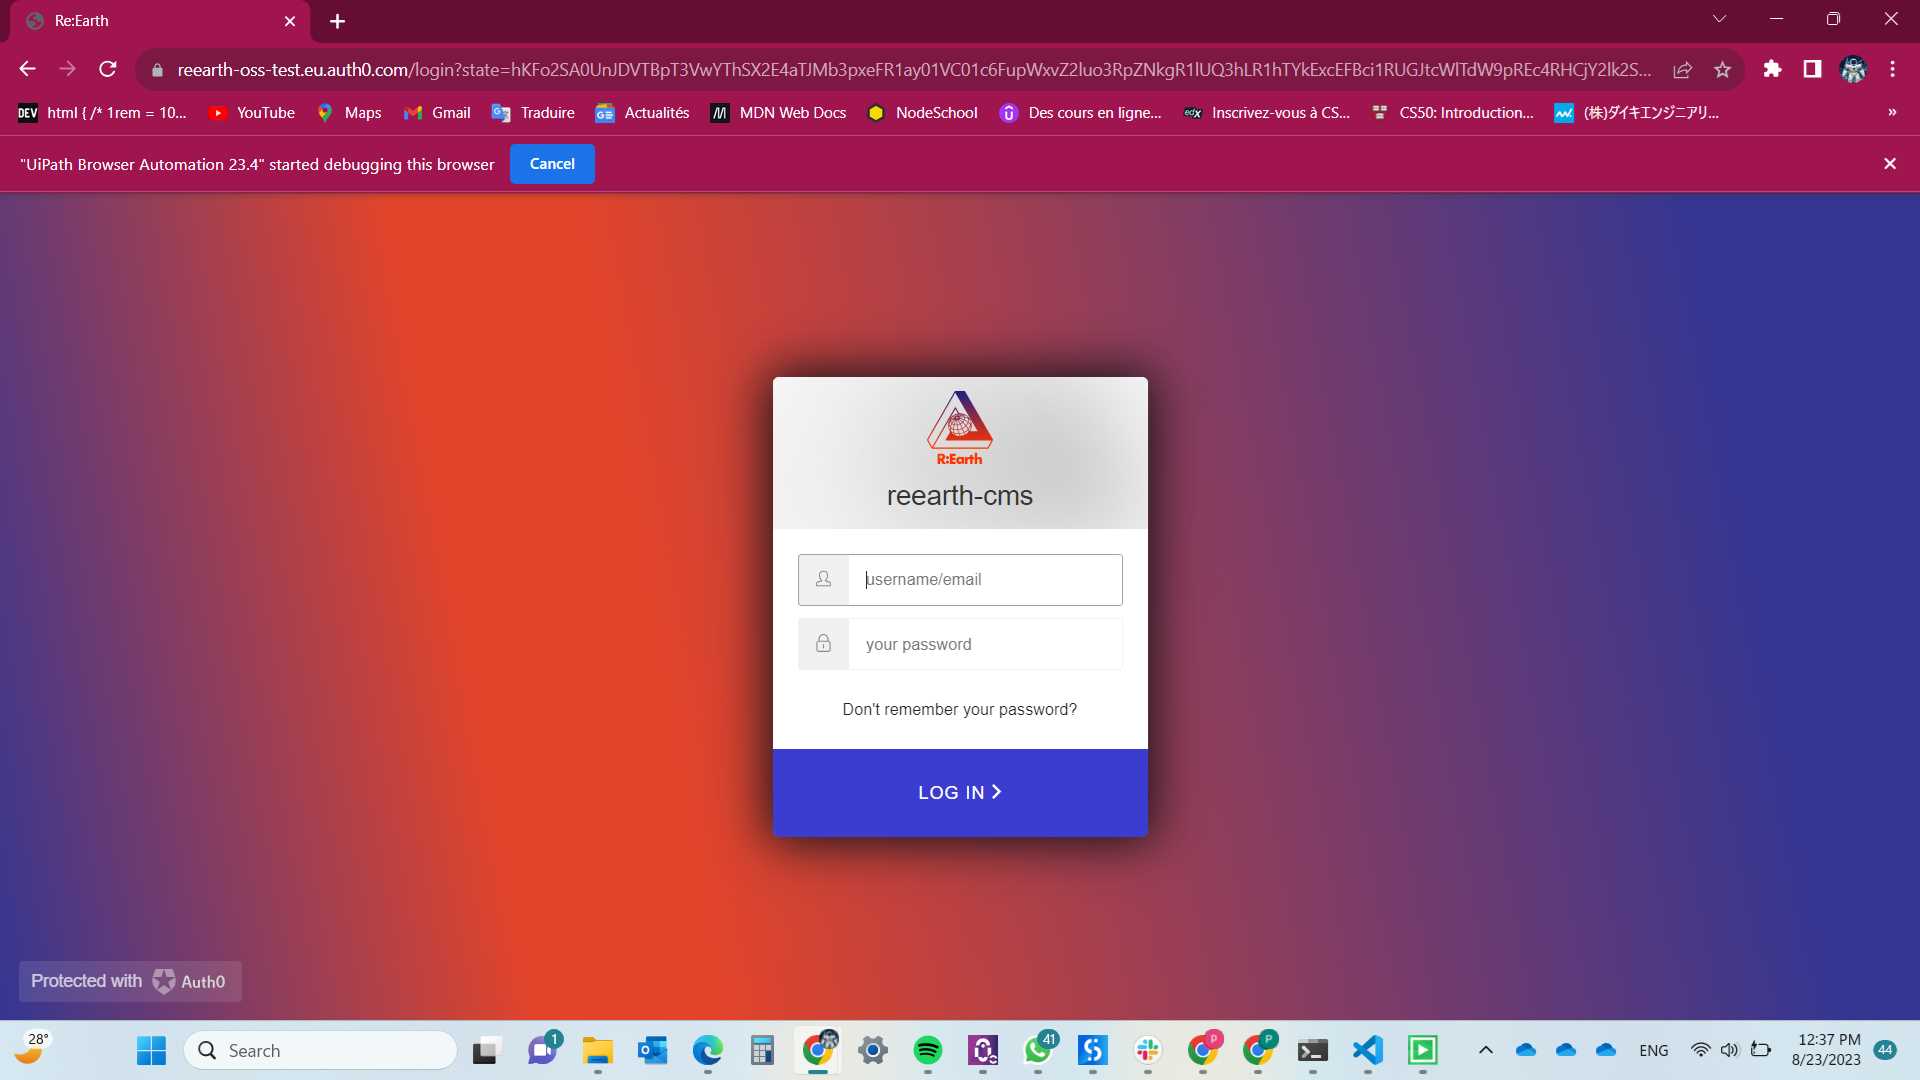 Re:Earth
reearth-oss-test.eu.auth0.com/login?state=hKFo2SA0UnJDVTBpT3VwYThSX2E4aTJMb3pxeFR1ay01VC01c6FupWxvZ2luo3RpZNkgR1lUQ3hLR1hTYkExcEFBci1RUGJtcWlTdW9pREc4RHCjY2lk2S...
DEV html { /* 1rem = 10... YouTube Maps Gmail Traduire Actualités MDN Web Docs NodeSchool Des cours en ligne... edX Inscrivez-vous à CS... CS50: Introduction... (株)ダイキエンジニアリ... »
"UiPath Browser Automation 23.4" started debugging this browser Cancel
R:Earth
reearth-cms
username/email
your password
Don't remember your password?
LOG IN
Protected with Auth0
28°
Search
1
41
P
P
ENG
12:37 PM
8/23/2023
44